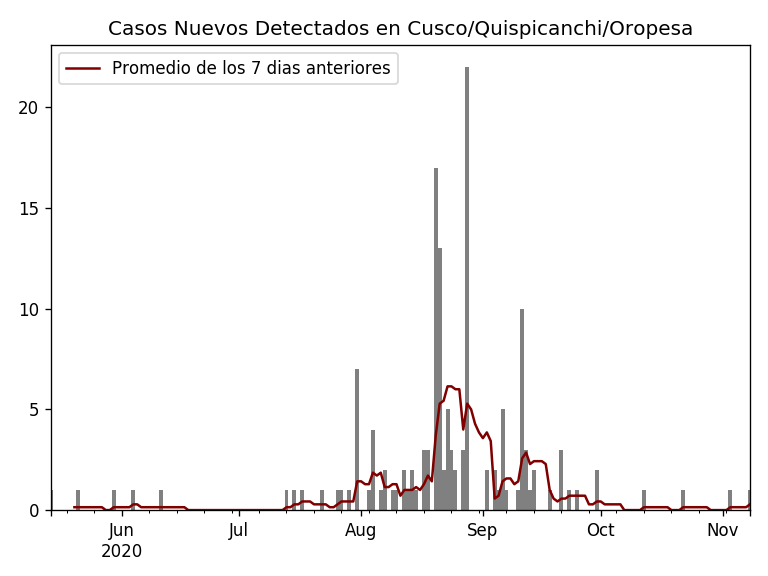 Casos Nuevos Detectados en Cusco/Quispicanchi/Oropesa
Promedio de los 7 dias anteriores
20
15
10
5
0
Jun Jul Aug Sep Oct Nov
2020